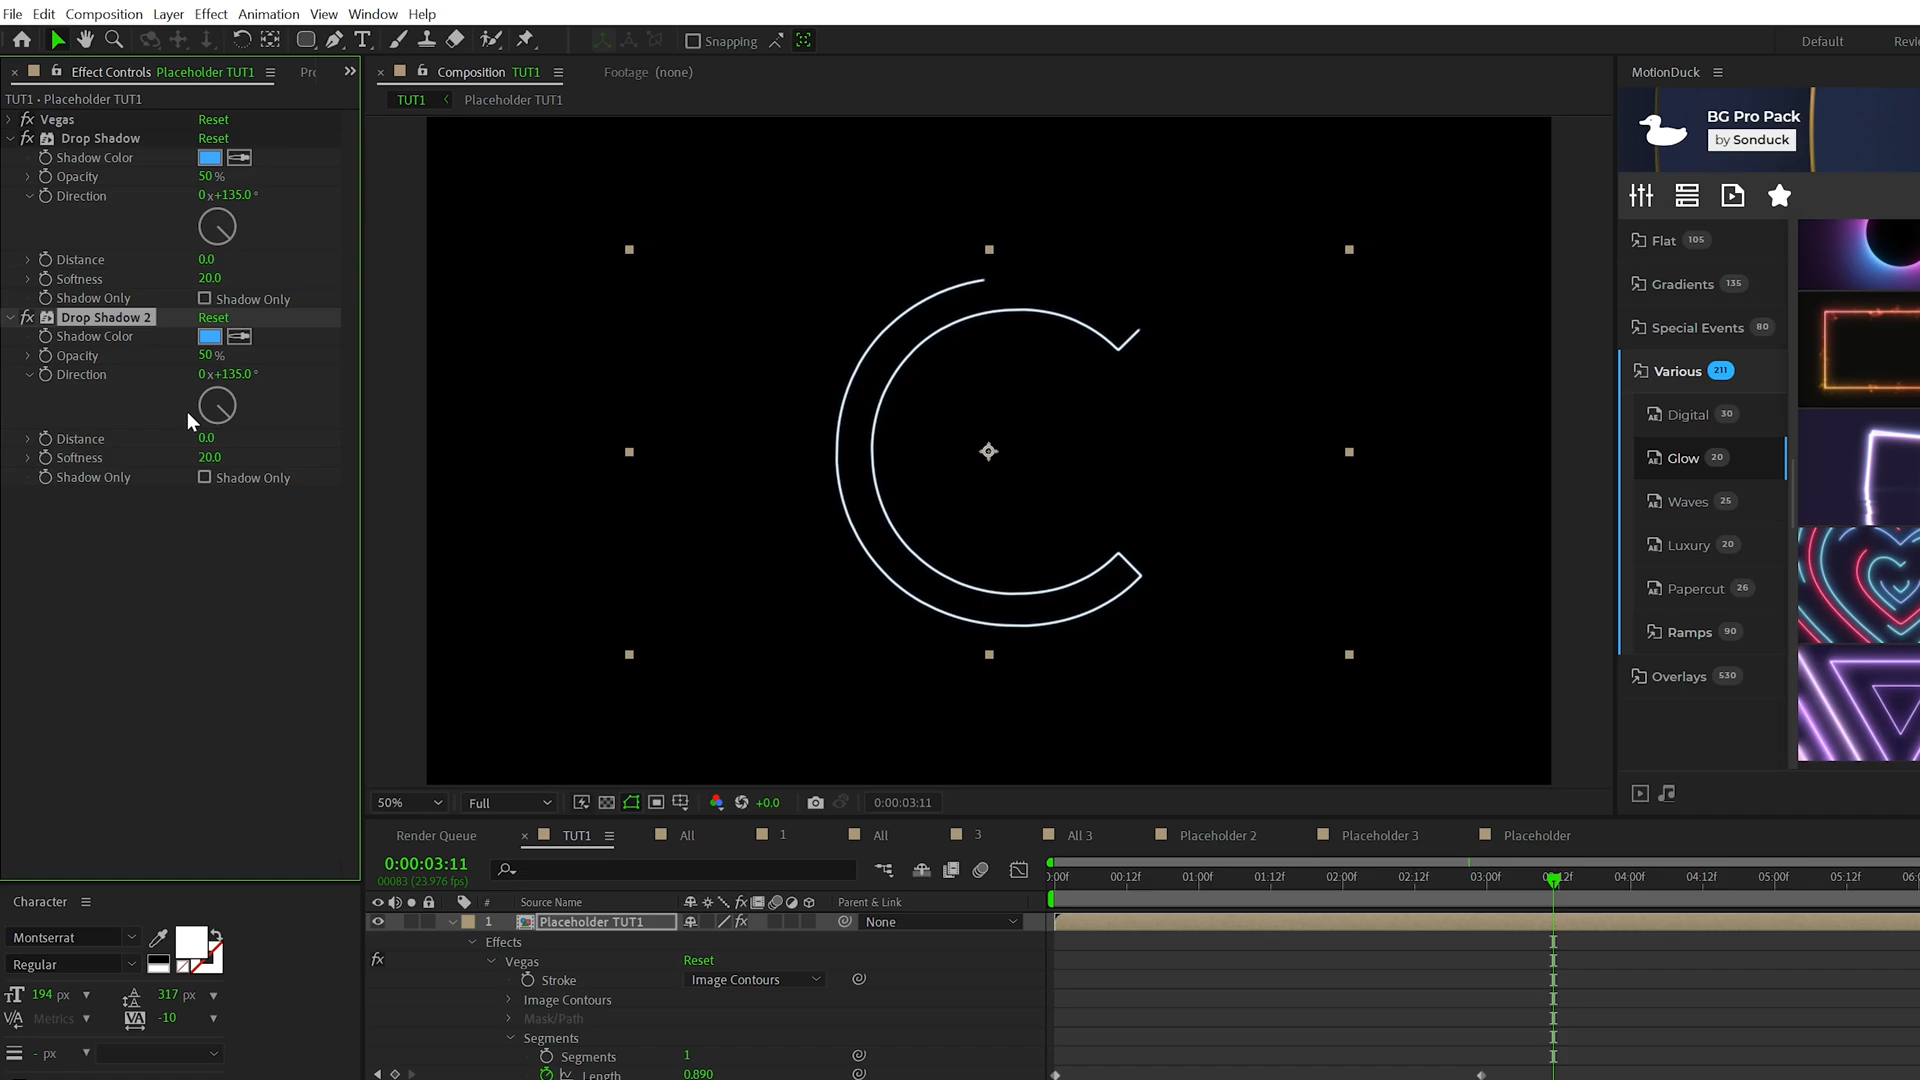 File Edit Composition Layer Effect Animation View Window Help
Snapping Default
Effect Controls Placeholder TUT1 Composition TUT1 Footage (none) MotionDuck
TUT1 • Placeholder TUT1
TUT1 Placeholder TUT1
BG Pro Pack
by Sonduck
fx Vegas Reset
fx Drop Shadow Reset
Shadow Color
Opacity 50 %
Direction 0 x+135.0 °
Distance 0.0
Softness 20.0
Shadow Only Shadow Only
fx Drop Shadow 2 Reset
Shadow Color
Opacity 50 %
Direction 0 x+135.0 °
Distance 0.0
Softness 20.0
Shadow Only Shadow Only
Flat 105
Gradients 135
Special Events 80
Various 211
Digital 30
Glow 20
Waves 25
Luxury 20
Papercut 26
Ramps 90
Overlays 530
50% Full +0.0 0:00:03:11
Render Queue TUT1 All 1 All 3 All 3 Placeholder 2 Placeholder 3 Placeholder
0:00:03:11
00083 (23.976 fps)
:00f 00:12f 01:00f 01:12f 02:00f 02:12f 03:00f 04:00f 04:12f 05:00f 05:12f
# Source Name fx Parent & Link
1 Placeholder TUT1 fx None
Effects
fx Vegas Reset
Stroke Image Contours
Image Contours
Mask/Path
Segments
Segments 1
Length 0.890
Character
Montserrat
Regular
194 px 317 px
Metrics -10
- px